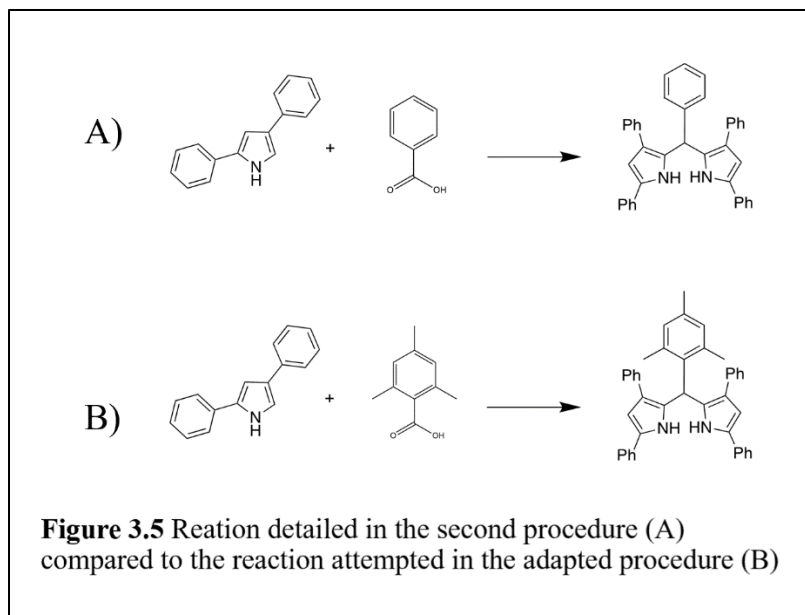 A)
N
H
+
O
OH
Ph
Ph
NH
HN
Ph
Ph
B)
N
H
+
O
OH
Ph
Ph
NH
HN
Ph
Ph
Figure 3.5 Reation detailed in the second procedure (A)
compared to the reaction attempted in the adapted procedure (B)